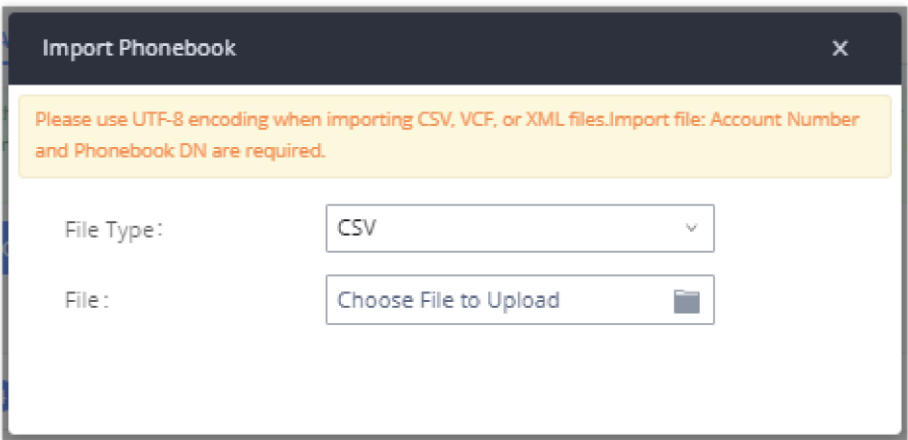 Import Phonebook
Please use UTF-8 encoding when importing CSV, VCF, or XML files.Import file: Account Number
and Phonebook DN are required.
File Type:
CSV
File:
Choose File to Upload